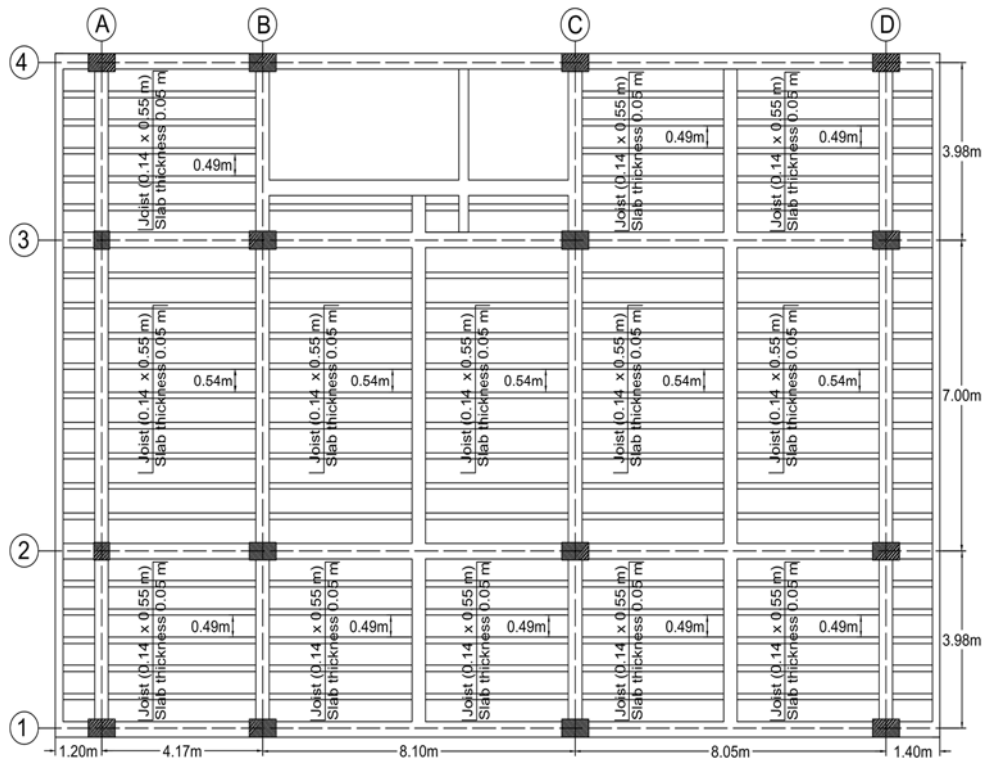 A B C D
4
Joist (0.14 x 0.55 m)
Slab thickness 0.05 m
0.49m
Joist (0.14 x 0.55 m)
Slab thickness 0.05 m
0.49m
Joist (0.14 x 0.55 m)
Slab thickness 0.05 m
0.49m
3.98m
3
Joist (0.14 x 0.55 m)
Slab thickness 0.05 m
0.54m
Joist (0.14 x 0.55 m)
Slab thickness 0.05 m
0.54m
Joist (0.14 x 0.55 m)
Slab thickness 0.05 m
0.54m
Joist (0.14 x 0.55 m)
Slab thickness 0.05 m
0.54m
Joist (0.14 x 0.55 m)
Slab thickness 0.05 m
0.54m
7.00m
2
Joist (0.14 x 0.55 m)
Slab thickness 0.05 m
0.49m
Joist (0.14 x 0.55 m)
Slab thickness 0.05 m
0.49m
Joist (0.14 x 0.55 m)
Slab thickness 0.05 m
0.49m
Joist (0.14 x 0.55 m)
Slab thickness 0.05 m
0.49m
Joist (0.14 x 0.55 m)
Slab thickness 0.05 m
0.49m
3.98m
1
1.20m 4.17m 8.10m 8.05m 1.40m